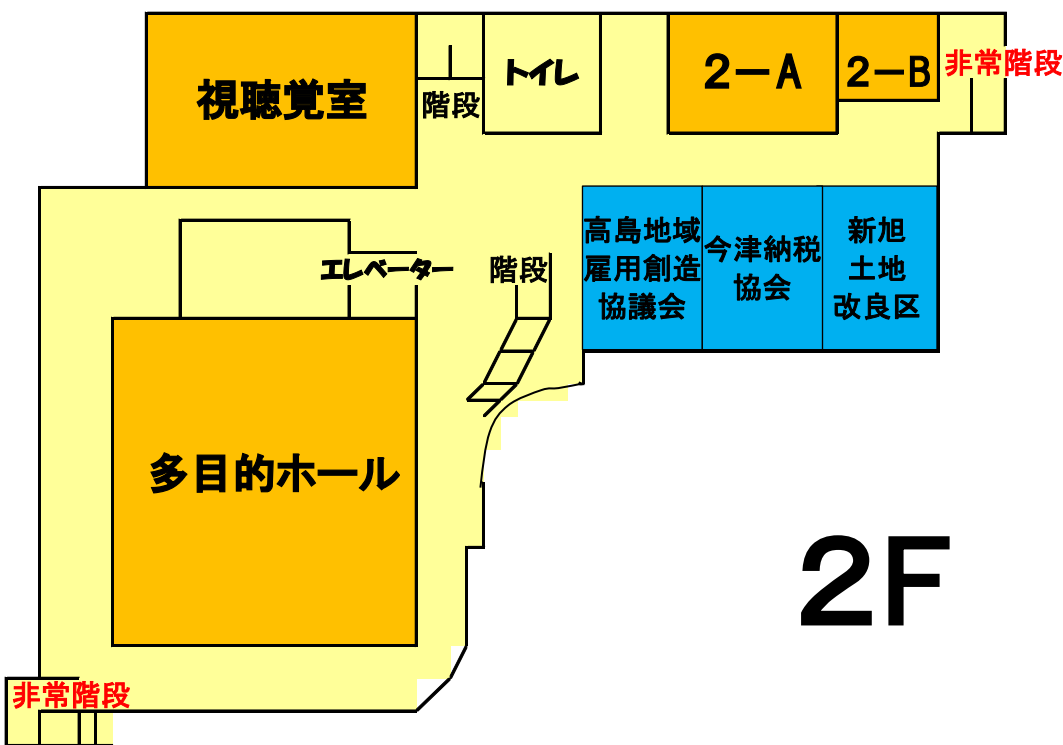 視聴覚室
階段
トイレ
2－A
2－B
非常階段
高島地域
雇用創造
協議会
今津納税
協会
新旭
土地
改良区
エレベーター
階段
多目的ホール
2F
非常階段